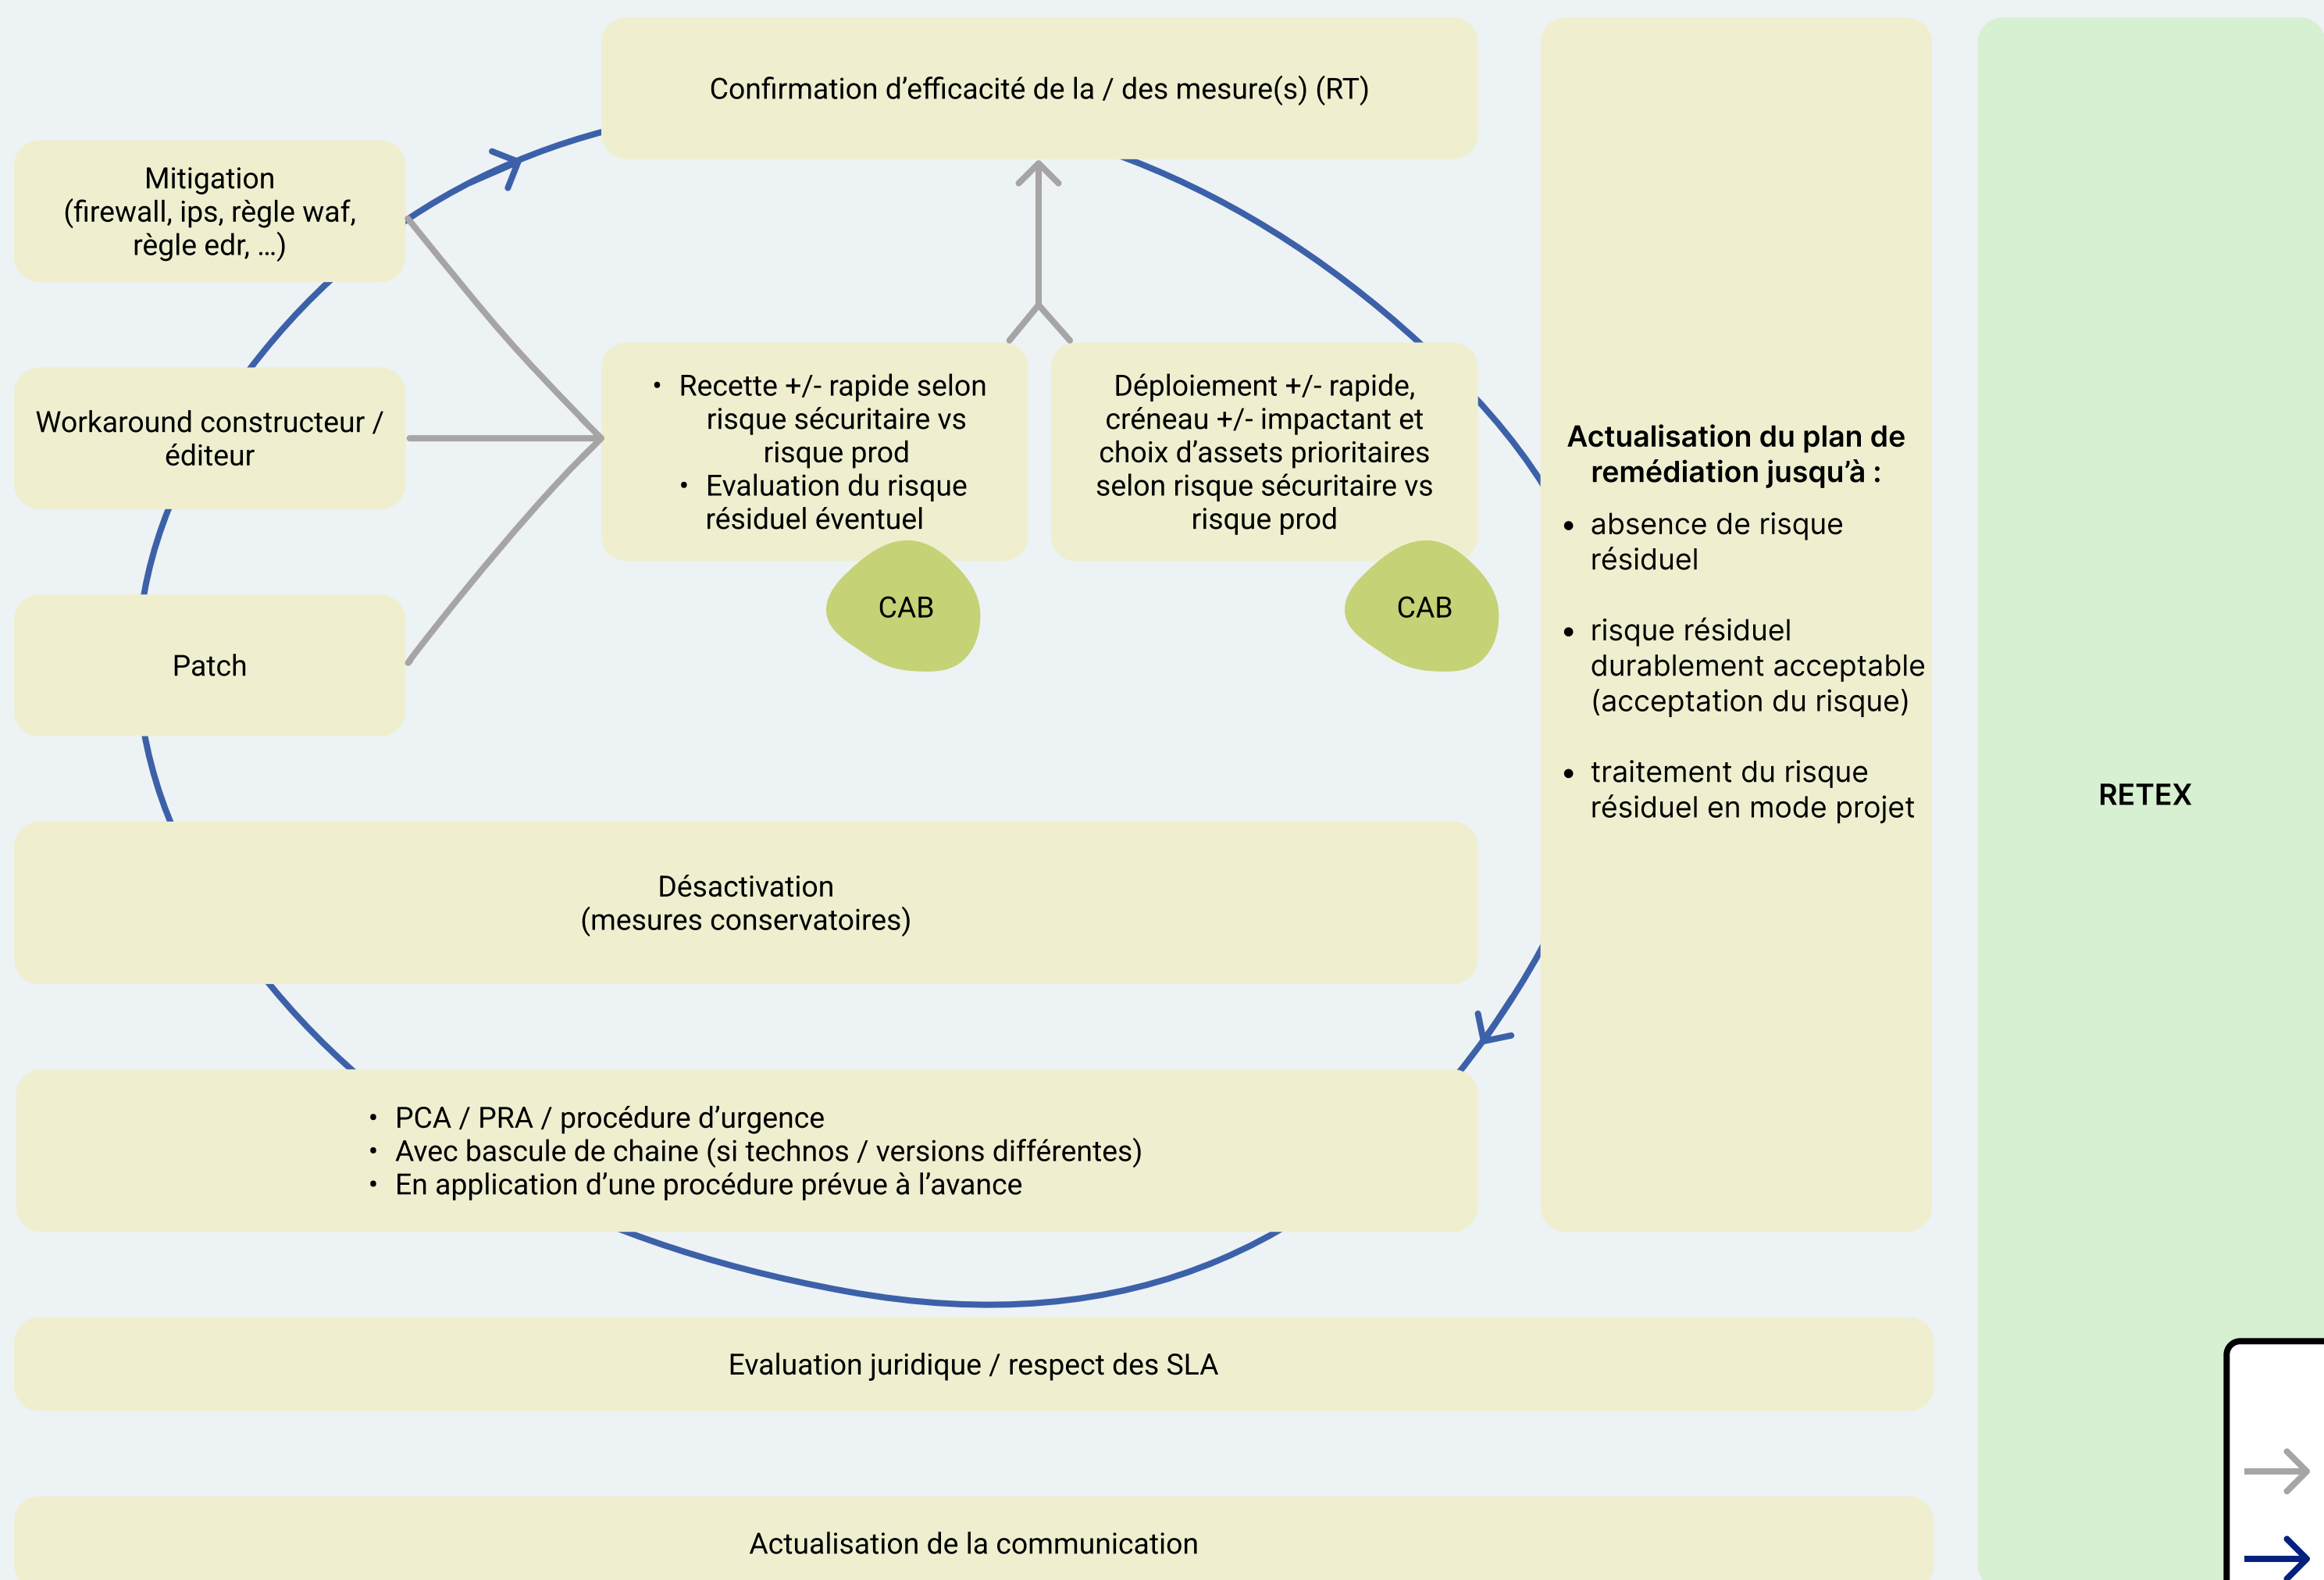 Confirmation d’efficacité de la / des mesure(s) (RT)
Mitigation
(firewall, ips, règle waf,
règle edr, ...)
Workaround constructeur /
éditeur
Patch
• Recette +/- rapide selon
risque sécuritaire vs
risque prod
• Evaluation du risque
résiduel éventuel
CAB
Déploiement +/- rapide,
créneau +/- impactant et
choix d’assets prioritaires
selon risque sécuritaire vs
risque prod
CAB
Désactivation
(mesures conservatoires)
• PCA / PRA / procédure d’urgence
• Avec bascule de chaine (si technos / versions différentes)
• En application d’une procédure prévue à l’avance
Actualisation du plan de
remédiation jusqu’à :
• absence de risque
résiduel
• risque résiduel
durablement acceptable
(acceptation du risque)
• traitement du risque
résiduel en mode projet
RETEX
Evaluation juridique / respect des SLA
Actualisation de la communication